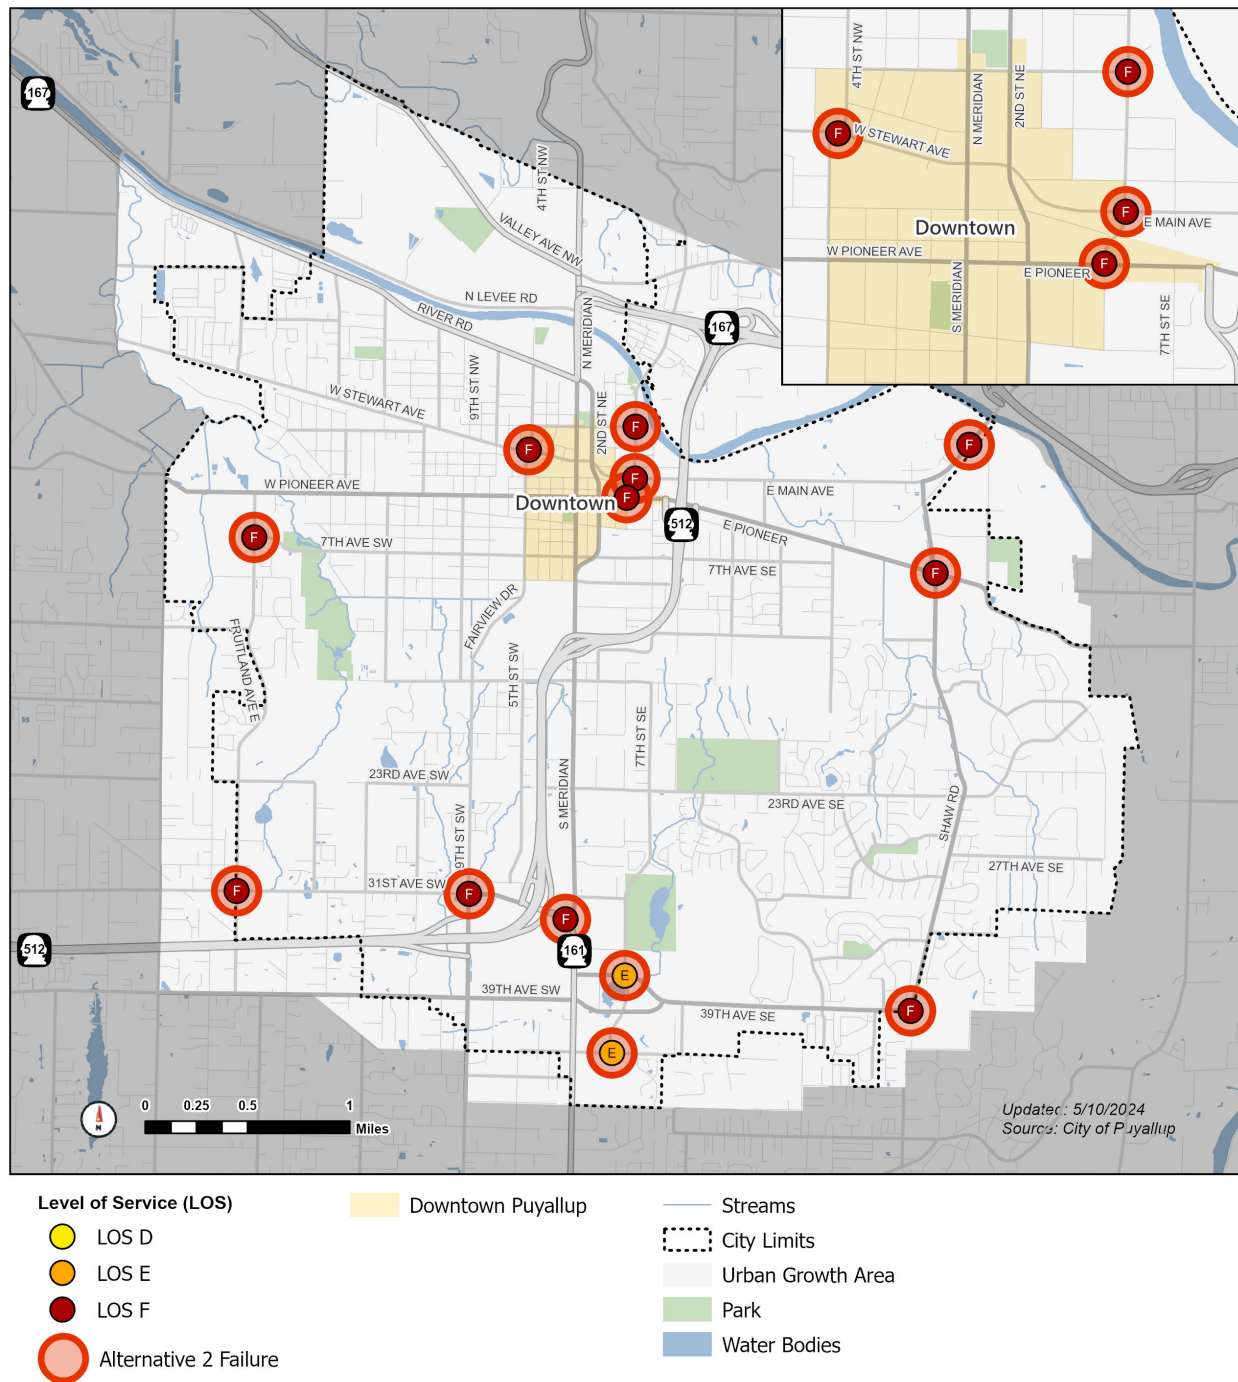 167
4TH ST NW
VALLEY AVE NW
N LEVEE RD
RIVER RD
N MERIDIAN
167
9TH ST NW
W STEWART AVE
2ND ST NE
F
F
F
F
F
F
W PIONEER AVE
Downtown
E MAIN AVE
512
E PIONEER
F
7TH AVE SW
7TH AVE SE
F
FAIRVIEW DR
FRUITLAND AVE E
5TH ST SW
7TH ST SE
23RD AVE SW
S MERIDIAN
23RD AVE SE
SHAW RD
9TH ST SW
27TH AVE SE
31ST AVE SW
F
F
F
512
161
E
39TH AVE SW
39TH AVE SE
E
0 0.25 0.5 1
Miles
N
Updated: 5/10/2024
Source: City of Puyallup
4TH ST NW
N MERIDIAN
2ND ST NE
F
F
W STEWART AVE
F
E MAIN AVE
Downtown
W PIONEER AVE
E PIONEER
F
S MERIDIAN
7TH ST SE
Level of Service (LOS)
LOS D
LOS E
LOS F
Alternative 2 Failure
Downtown Puyallup
Streams
City Limits
Urban Growth Area
Park
Water Bodies